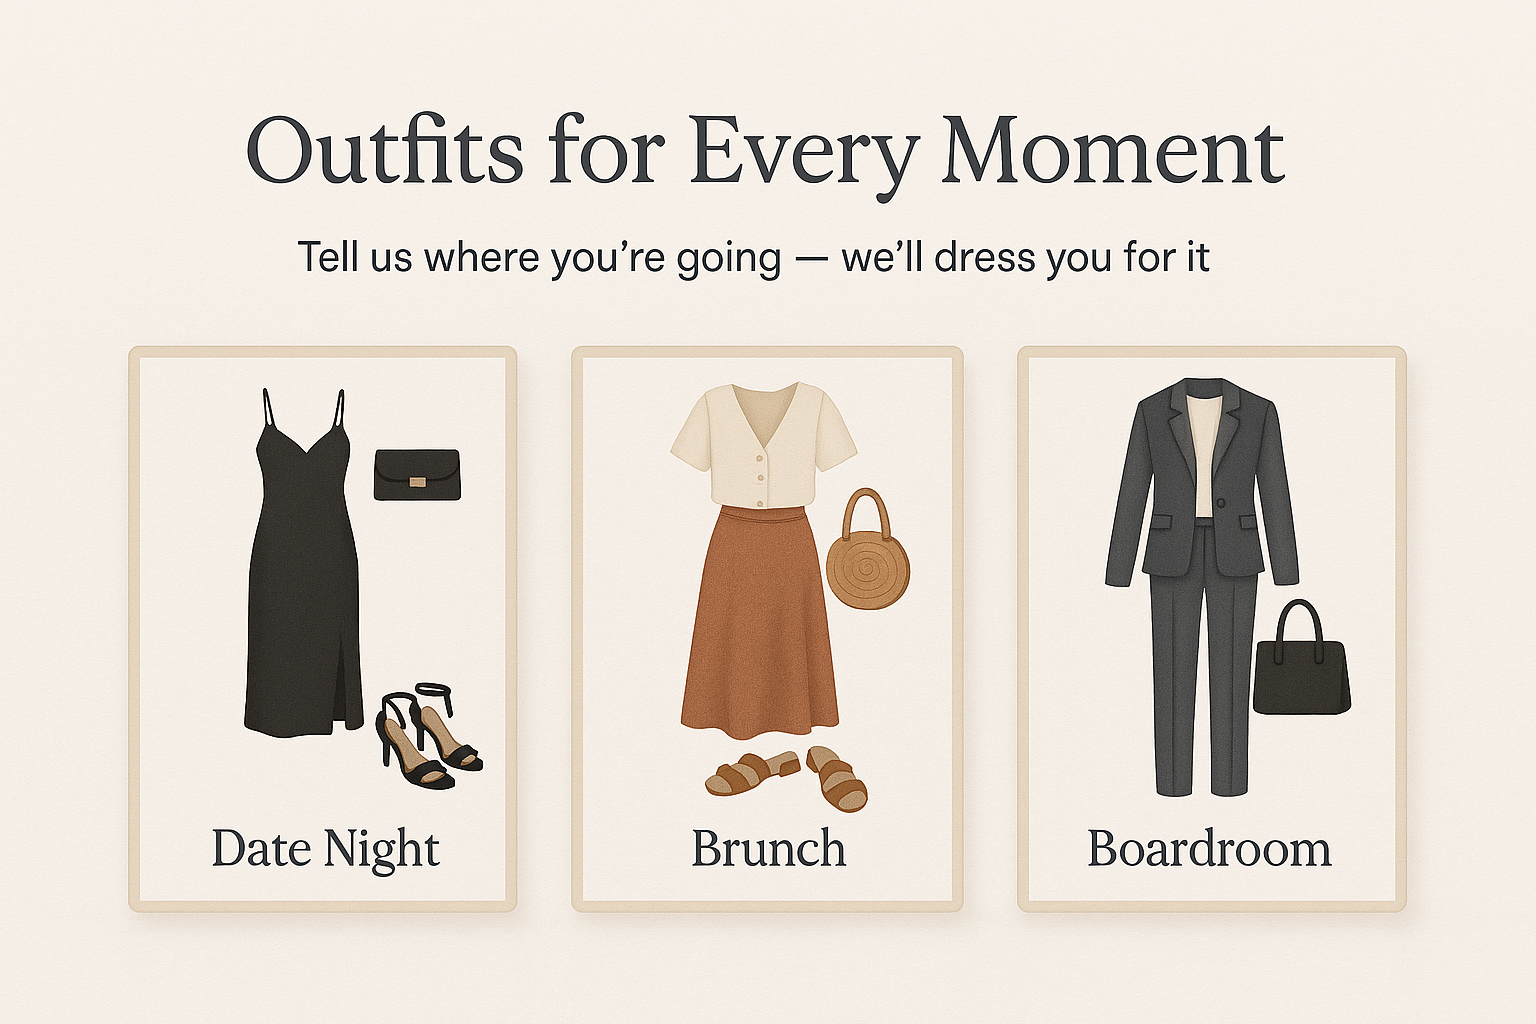 Outfits for Every Moment
Tell us where you’re going — we’ll dress you for it
Date Night
Brunch
Boardroom